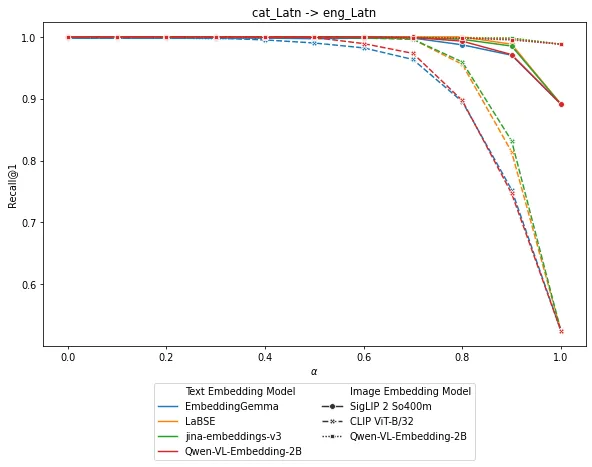 cat_Latn -> eng_Latn
1.0
0.9
0.8
0.7
0.6
Recall@1
0.0 0.2 0.4 0.6 0.8 1.0
α
Text Embedding Model Image Embedding Model
EmbeddingGemma SigLIP 2 So400m
LaBSE CLIP ViT-B/32
jina-embeddings-v3 Qwen-VL-Embedding-2B
Qwen-VL-Embedding-2B